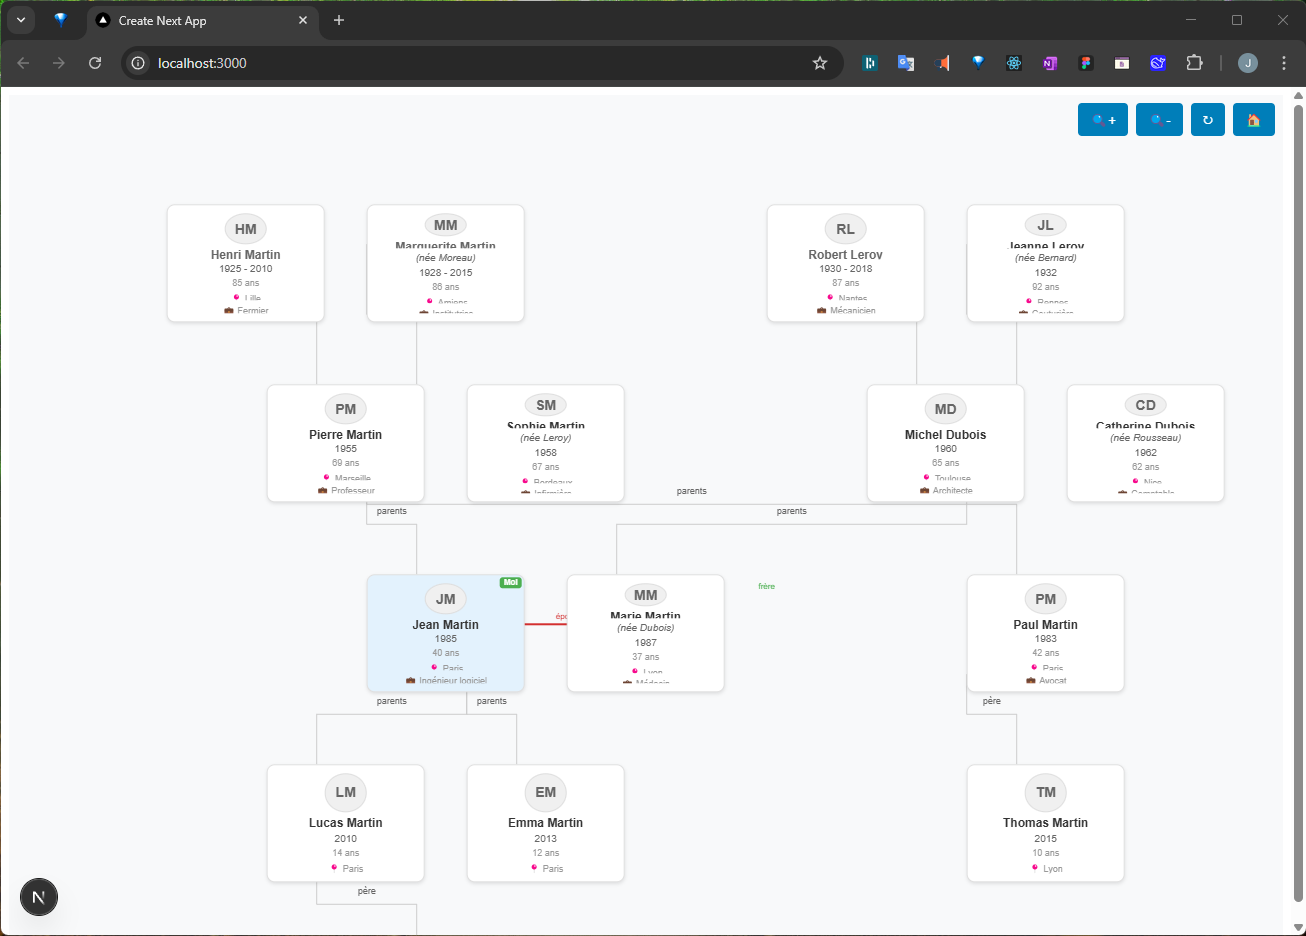 Create Next App
localhost:3000
J
+
-
↻
HM
Henri Martin
1925 - 2010
85 ans
Lille
Fermier
MM
Marguerite Martin
(née Moreau)
1928 - 2015
86 ans
Amiens
Institutrice
RL
Robert Leroy
1930 - 2018
87 ans
Nantes
Mécanicien
JL
Jeanne Leroy
(née Bernard)
1932
92 ans
Rennes
Couturière
PM
Pierre Martin
1955
69 ans
Marseille
Professeur
SM
Sophie Martin
(née Leroy)
1958
67 ans
Bordeaux
Infirmière
MD
Michel Dubois
1960
65 ans
Toulouse
Architecte
CD
Catherine Dubois
(née Rousseau)
1962
62 ans
Nice
Comptable
parents
parents
parents
Moi
JM
Jean Martin
1985
40 ans
Paris
Ingénieur logiciel
épo
MM
Marie Martin
(née Dubois)
1987
37 ans
Lyon
Médecin
frère
PM
Paul Martin
1983
42 ans
Paris
Avocat
parents
parents
père
LM
Lucas Martin
2010
14 ans
Paris
EM
Emma Martin
2013
12 ans
Paris
TM
Thomas Martin
2015
10 ans
Lyon
N
père